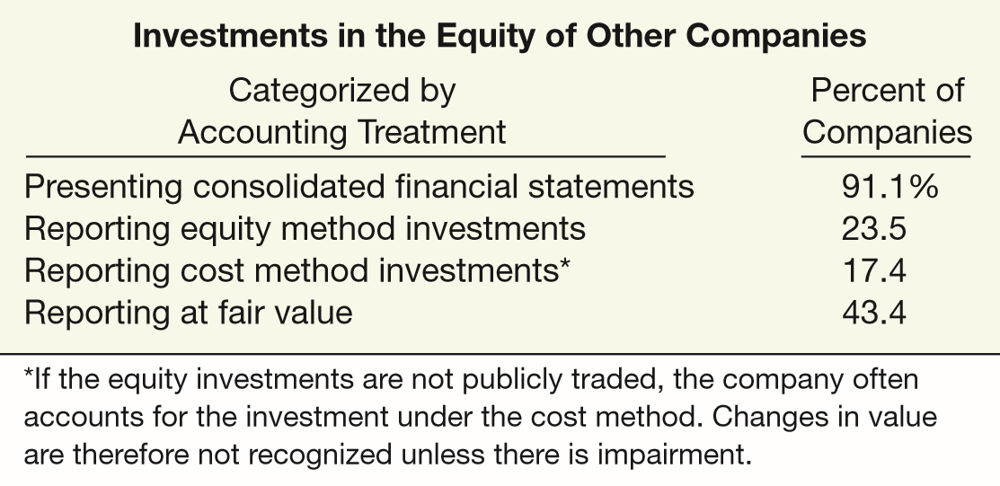 Investments in the Equity of Other Companies
Categorized by Percent of
Accounting Treatment Companies
Presenting consolidated financial statements 91.1%
Reporting equity method investments 23.5
Reporting cost method investments* 17.4
Reporting at fair value 43.4
*If the equity investments are not publicly traded, the company often
accounts for the investment under the cost method. Changes in value
are therefore not recognized unless there is impairment.